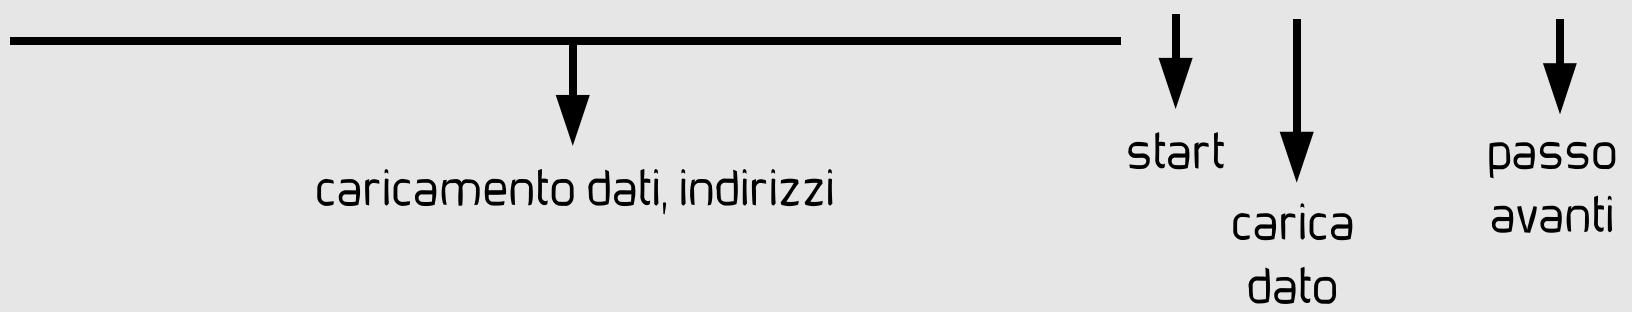 caricamento dati, indirizzi
start
carica
dato
passo
avanti